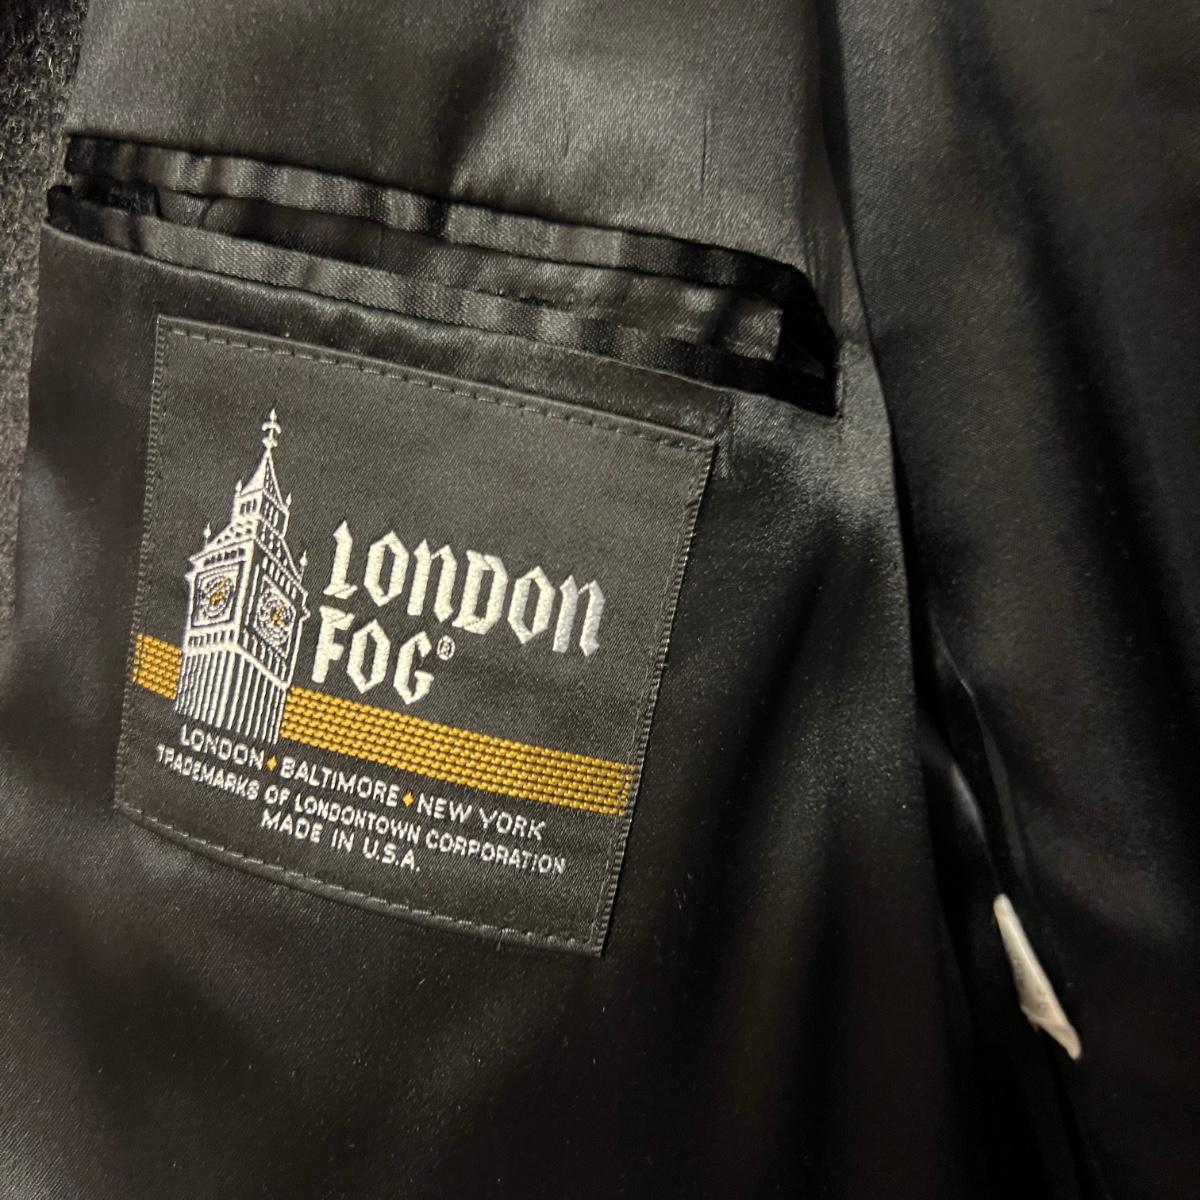 LONDON
FOG®
LONDON ⬥ BALTIMORE ⬥ NEW YORK
TRADEMARKS OF LONDONTOWN CORPORATION
MADE IN U.S.A.